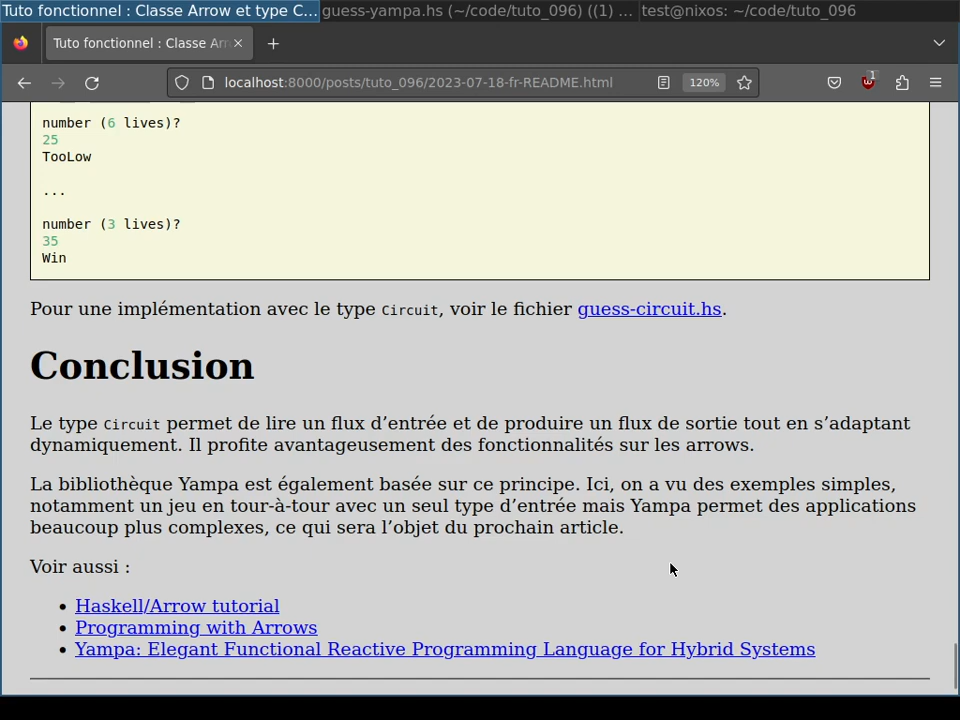 Tuto fonctionnel : Classe Arrow et type C... guess-yampa.hs (~/code/tuto_096) ((1) ... test@nixos: ~/code/tuto_096
Tuto fonctionnel : Classe Arr
localhost:8000/posts/tuto_096/2023-07-18-fr-README.html 120% 1
number (6 lives)?
25
TooLow
...
number (3 lives)?
35
Win
Pour une implémentation avec le type Circuit, voir le fichier guess-circuit.hs.
Conclusion
Le type Circuit permet de lire un flux d’entrée et de produire un flux de sortie tout en s’adaptant
dynamiquement. Il profite avantageusement des fonctionnalités sur les arrows.
La bibliothèque Yampa est également basée sur ce principe. Ici, on a vu des exemples simples,
notamment un jeu en tour-à-tour avec un seul type d’entrée mais Yampa permet des applications
beaucoup plus complexes, ce qui sera l’objet du prochain article.
Voir aussi :
• Haskell/Arrow tutorial
• Programming with Arrows
• Yampa: Elegant Functional Reactive Programming Language for Hybrid Systems